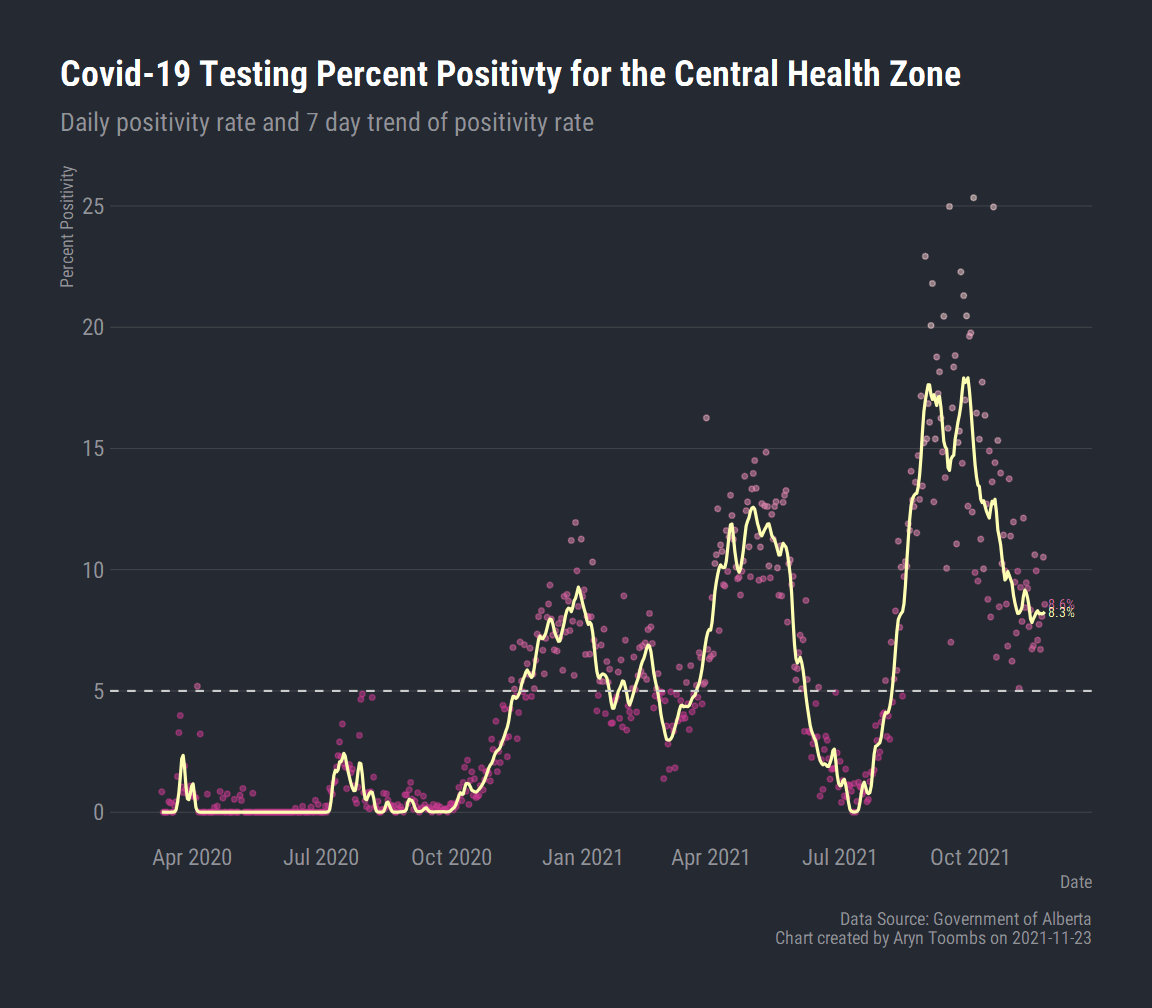 Covid-19 Testing Percent Positivty for the Central Health Zone
Daily positivity rate and 7 day trend of positivity rate
Percent Positivity
25
20
15
10
5
0
8.6%
8.3%
Apr 2020
Jul 2020
Oct 2020
Jan 2021
Apr 2021
Jul 2021
Oct 2021
Date
Data Source: Government of Alberta
Chart created by Aryn Toombs on 2021-11-23